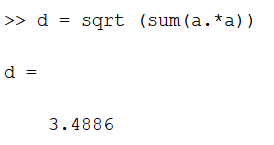 >> d = sqrt (sum(a.*a))
d =
3.4886